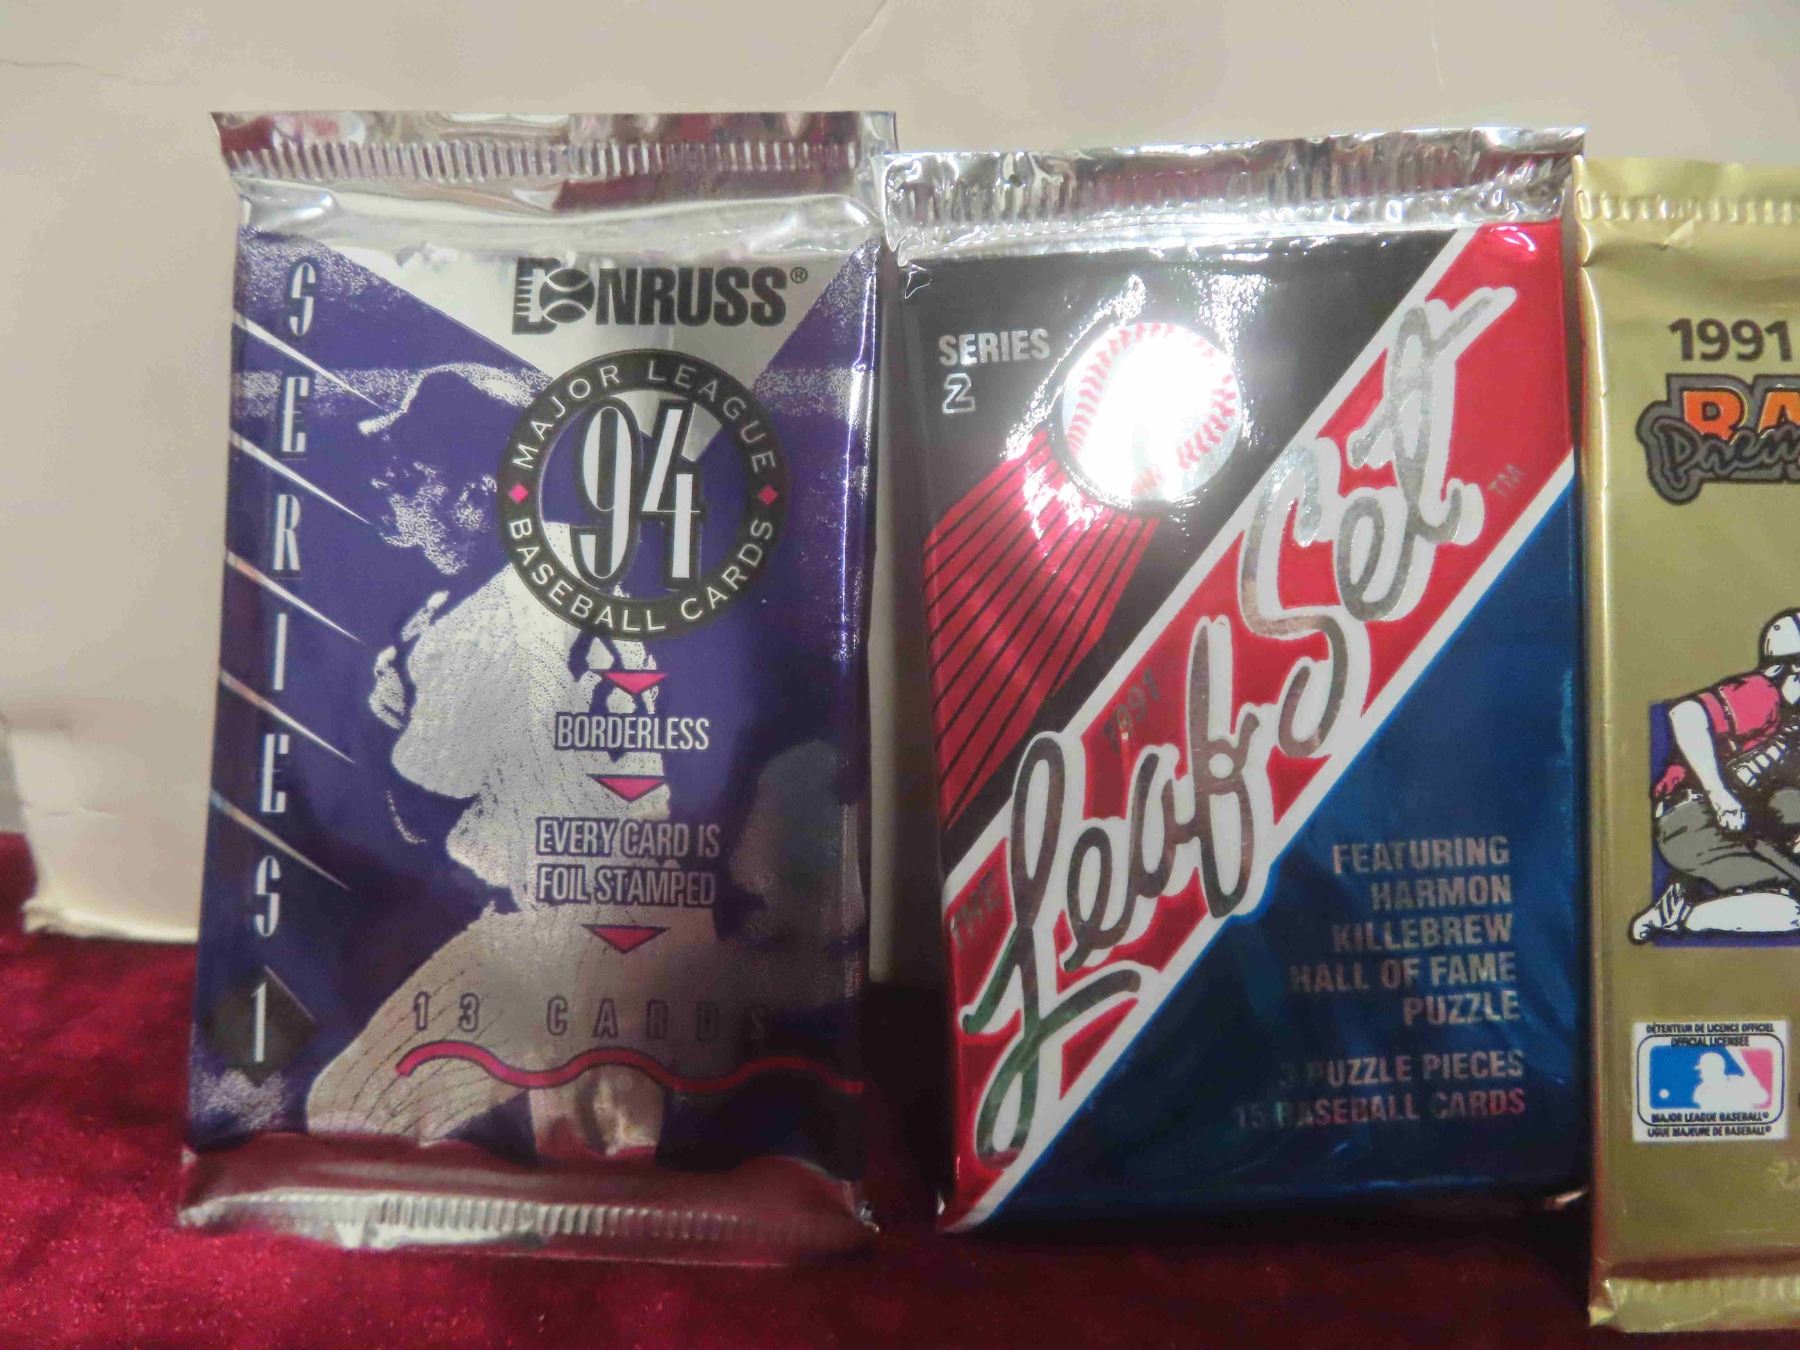 SERIES 1
DONRUSS®
MAJOR LEAGUE
94
BASEBALL CARDS
BORDERLESS
EVERY CARD IS
FOIL STAMPED
13 CARDS
SERIES
2
THE
1991
Leaf Set™
FEATURING
HARMON
KILLEBREW
HALL OF FAME
PUZZLE
3 PUZZLE PIECES
15 BASEBALL CARDS
1991
DÉTENTEUR DE LICENCE OFFICIEL
OFFICIAL LICENSEE
MAJOR LEAGUE BASEBALL®
LIGUE MAJEURE DE BASEBALL®